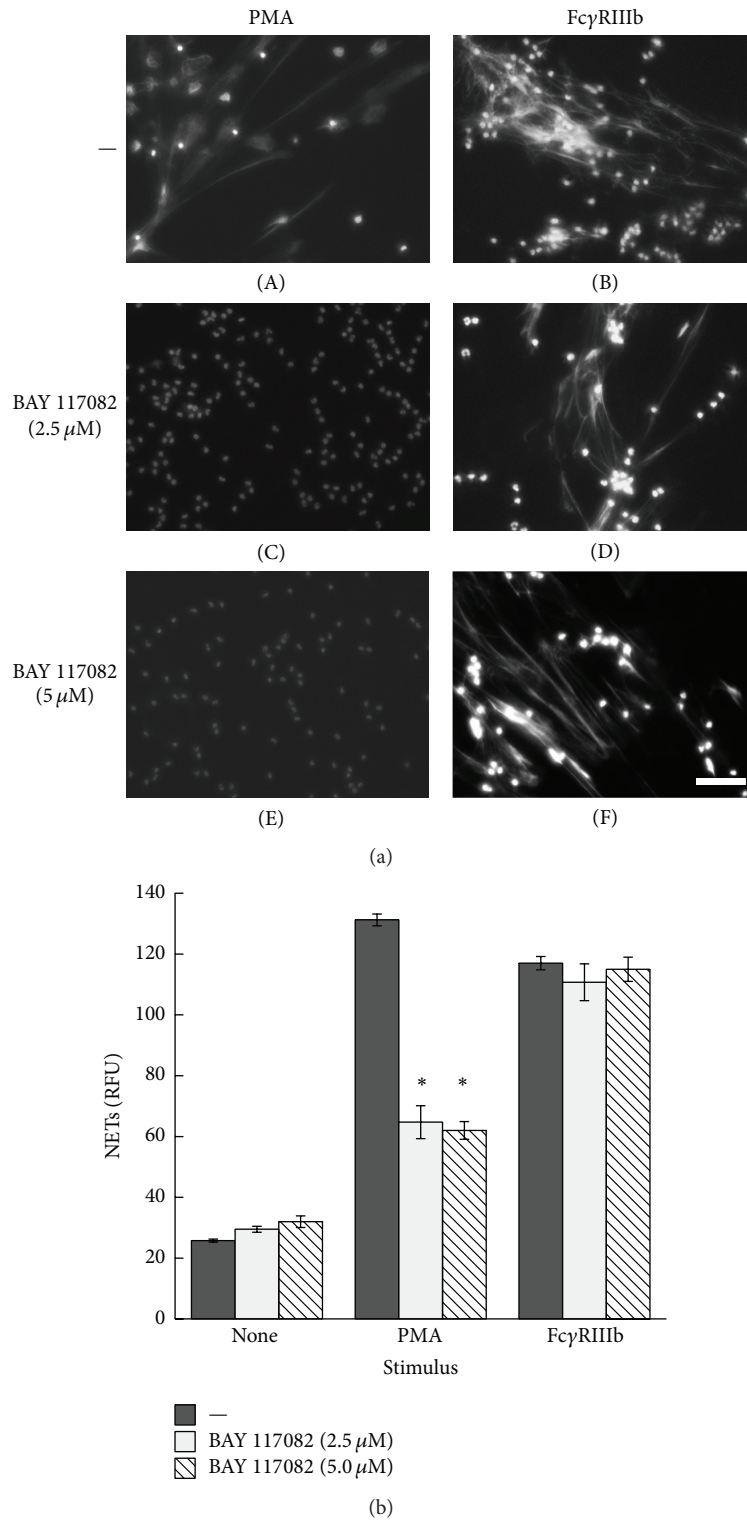 PMA FcγRIIIb
—
(A) (B)
BAY 117082
(2.5 μM)
(C) (D)
BAY 117082
(5 μM)
(E) (F)
(a)
140
120
100
80
60
40
20
0
NETs (RFU)
* *
None PMA FcγRIIIb
Stimulus
—
BAY 117082 (2.5 μM)
BAY 117082 (5.0 μM)
(b)